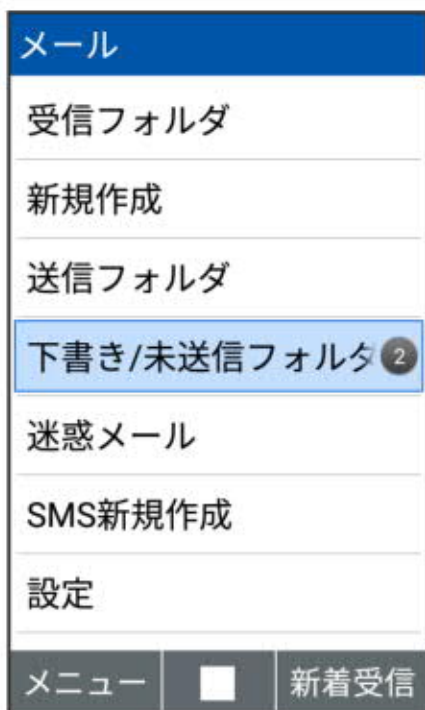 メール
受信フォルダ
新規作成
送信フォルダ
下書き/未送信フォルダ 2
迷惑メール
SMS新規作成
設定
メニュー
新着受信